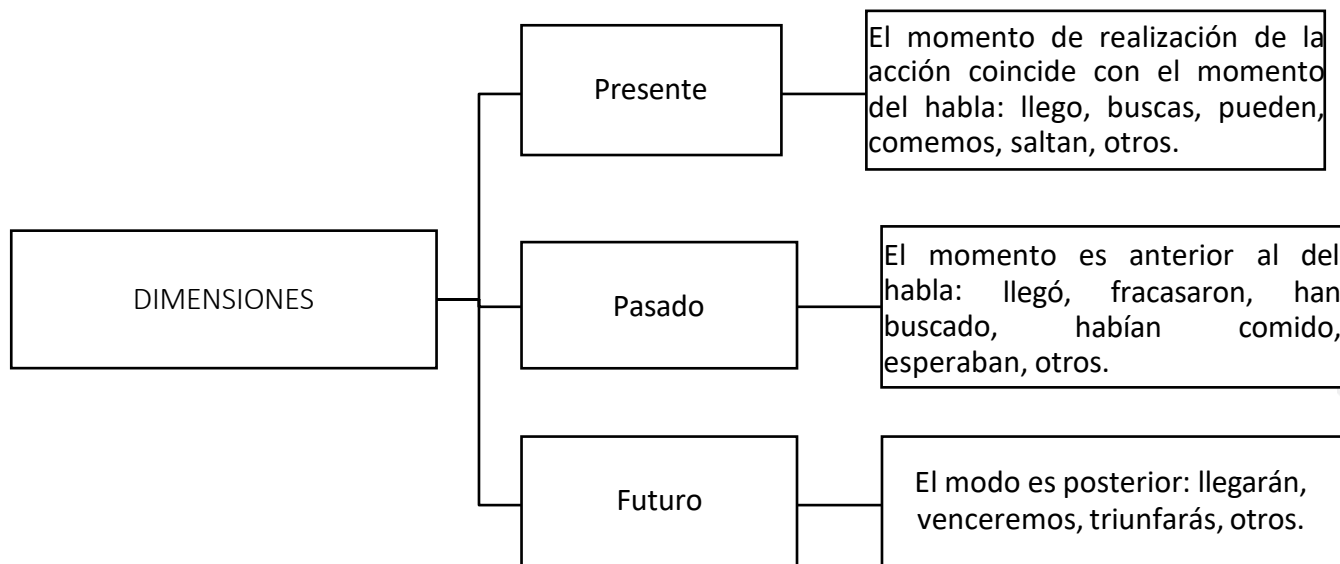 DIMENSIONES
Presente
El momento de realización de la
acción coincide con el momento
del habla: llego, buscas, pueden,
comemos, saltan, otros.
Pasado
El momento es anterior al del
habla: llegó, fracasaron, han
buscado, habían comido,
esperaban, otros.
Futuro
El modo es posterior: llegarán,
venceremos, triunfarás, otros.